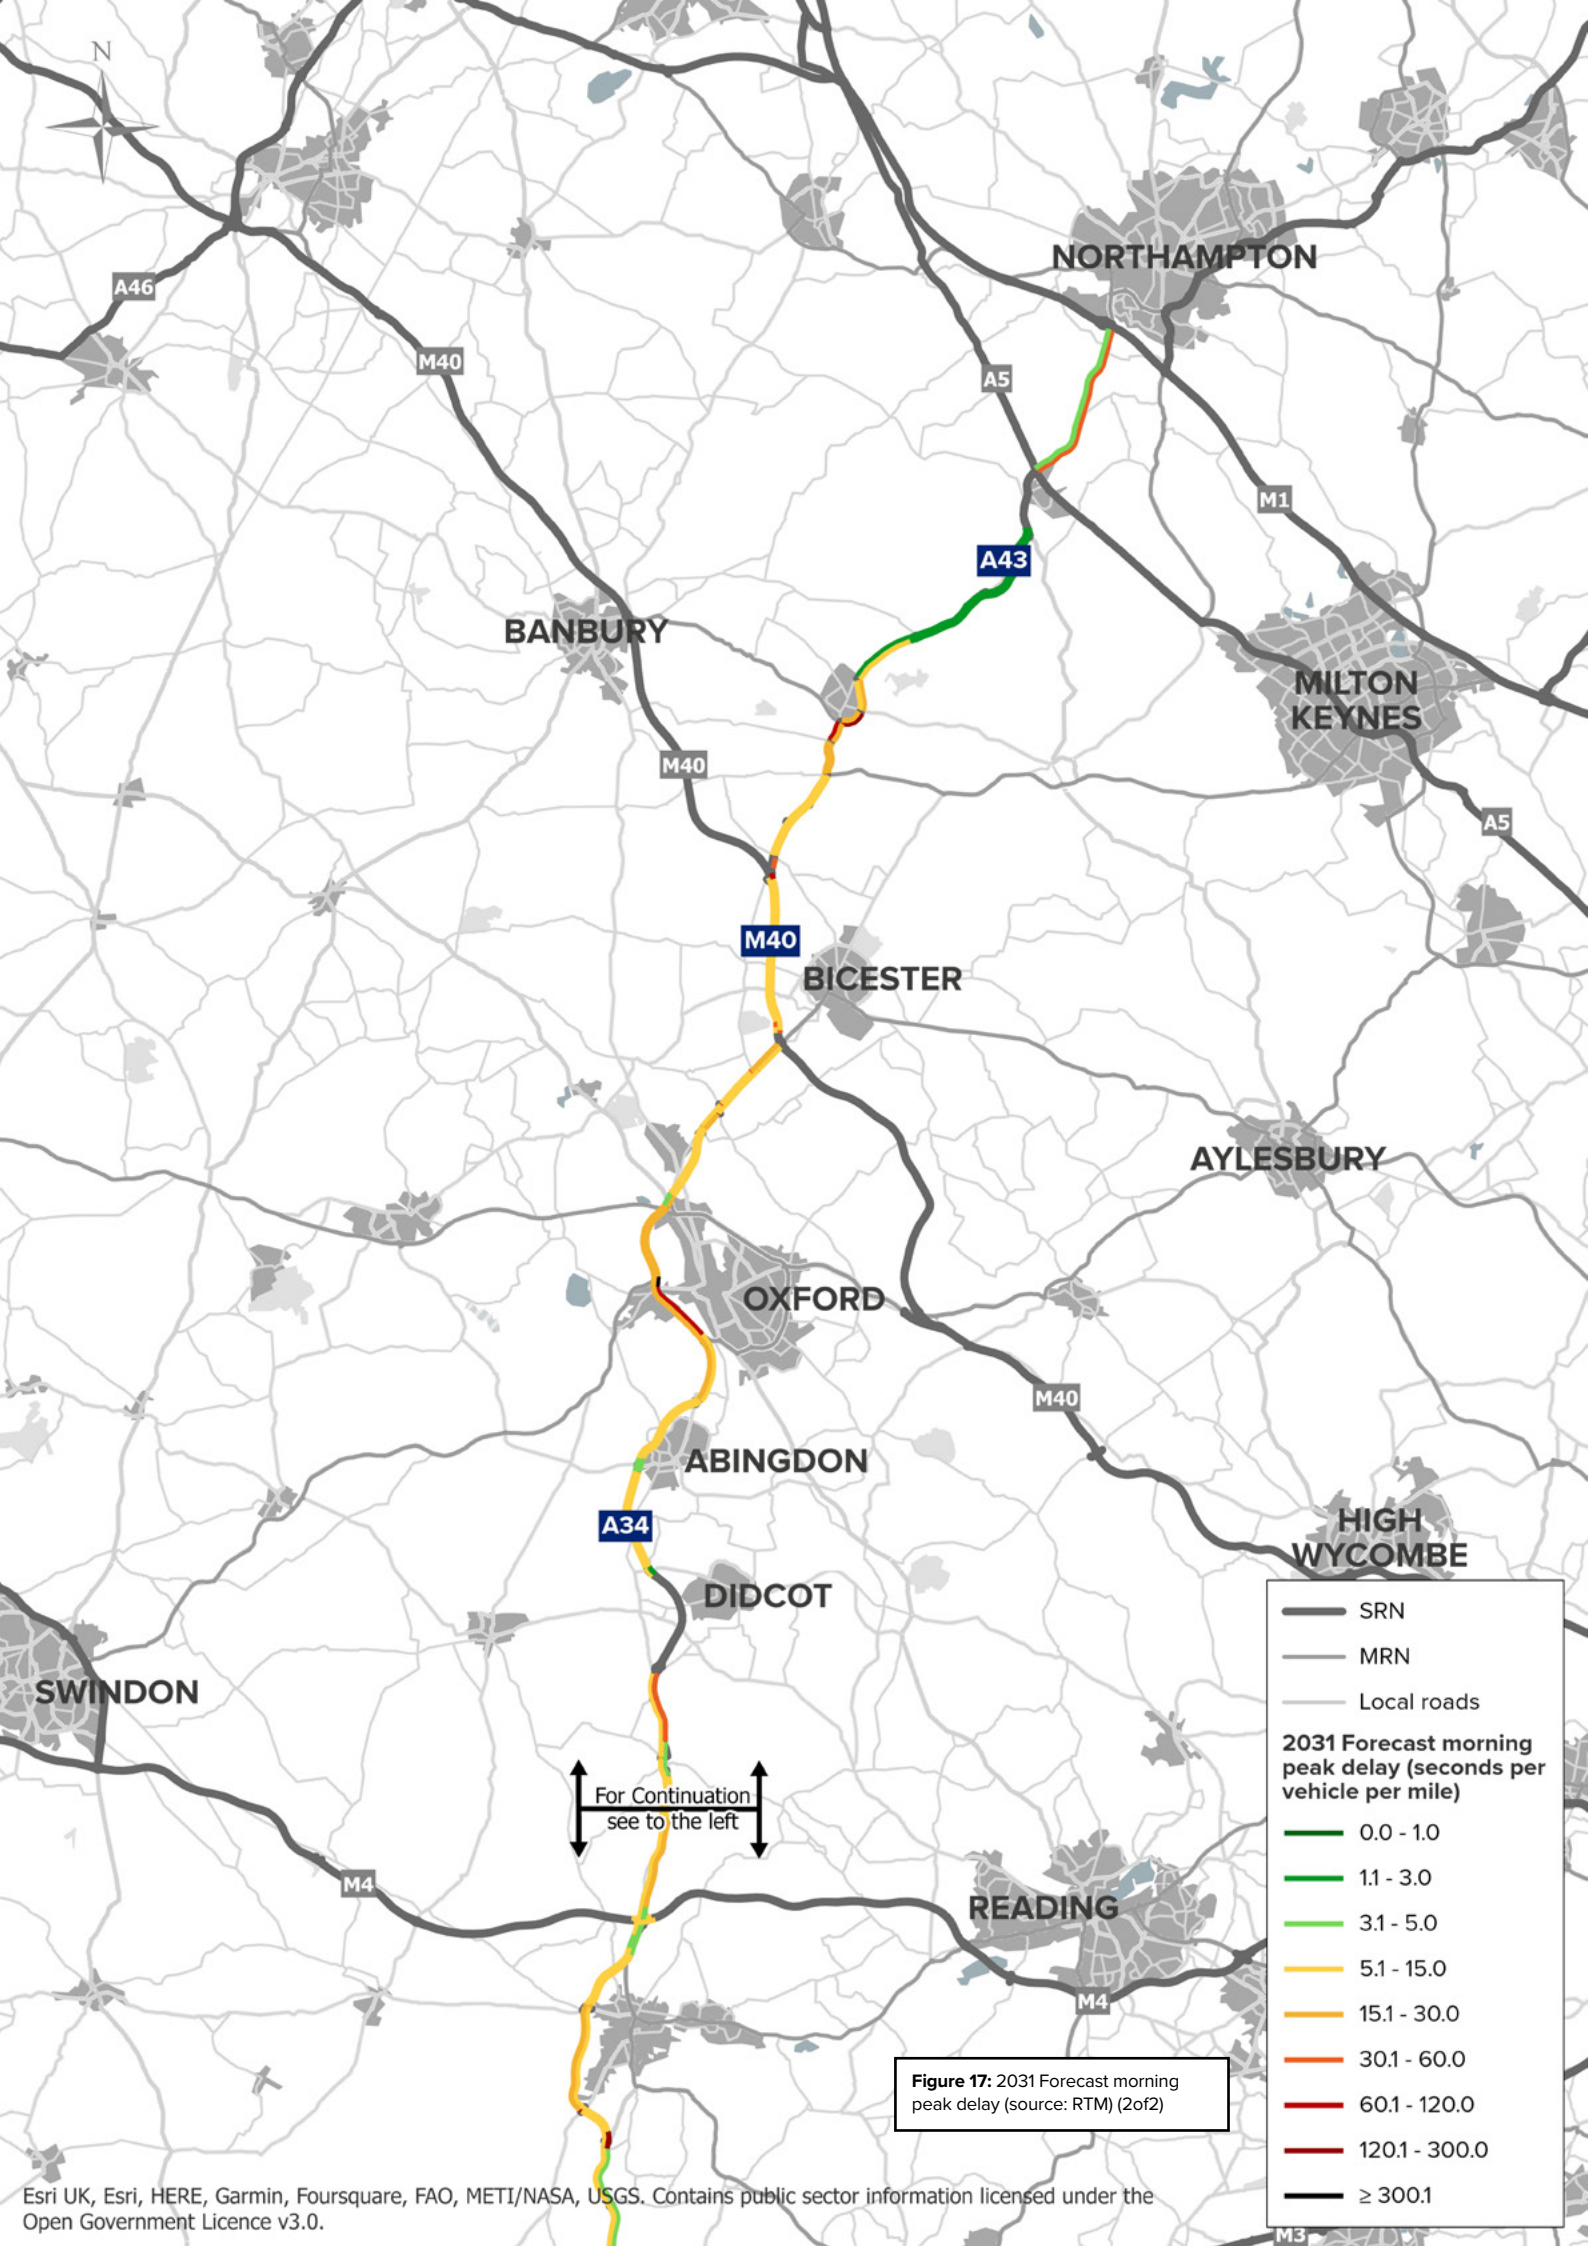 N
NORTHAMPTON
A46
M40
A5
M1
A43
BANBURY
MILTON
KEYNES
M40
A5
M40
BICESTER
AYLESBURY
OXFORD
M40
ABINGDON
A34
HIGH
WYCOMBE
DIDCOT
SWINDON
For Continuation
see to the left
M4
READING
M4
SRN
MRN
Local roads
2031 Forecast morning
peak delay (seconds per
vehicle per mile)
0.0 - 1.0
1.1 - 3.0
3.1 - 5.0
5.1 - 15.0
15.1 - 30.0
30.1 - 60.0
60.1 - 120.0
120.1 - 300.0
≥ 300.1
M3
Figure 17: 2031 Forecast morning
peak delay (source: RTM) (2of2)
Esri UK, Esri, HERE, Garmin, Foursquare, FAO, METI/NASA, USGS. Contains public sector information licensed under the
Open Government Licence v3.0.